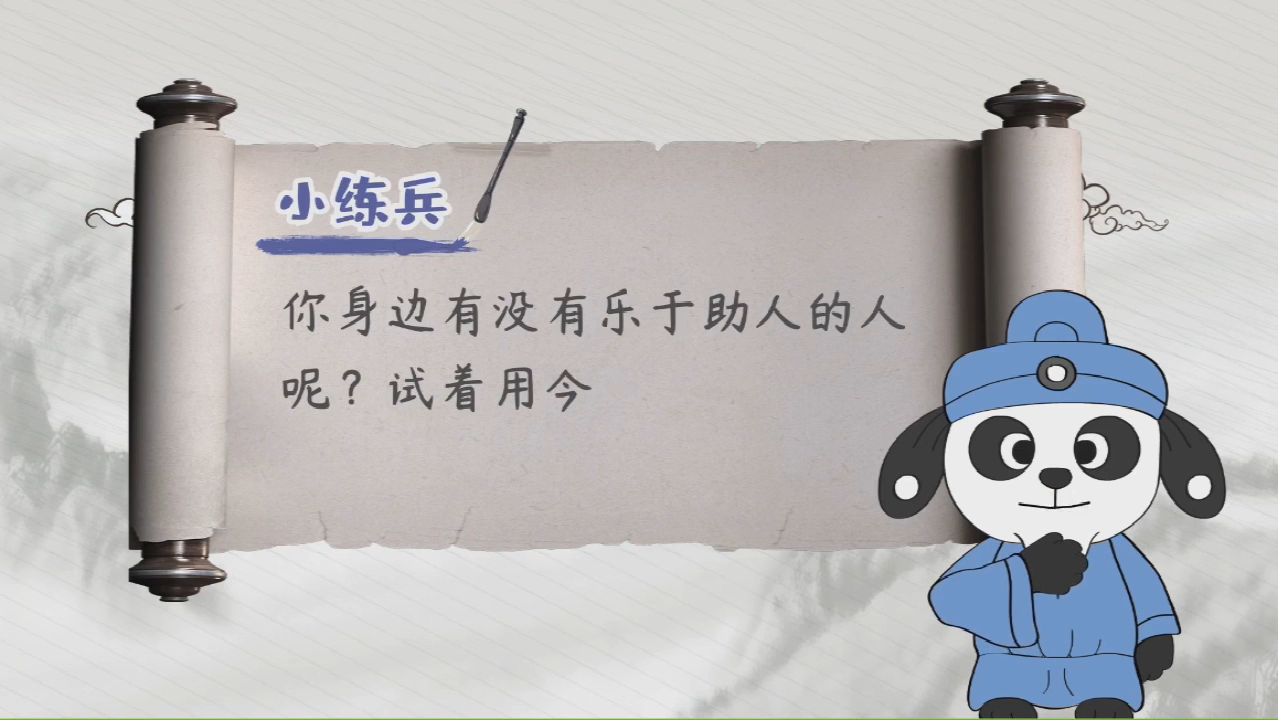 小练兵
你身边有没有乐于助人的人
呢？试着用今